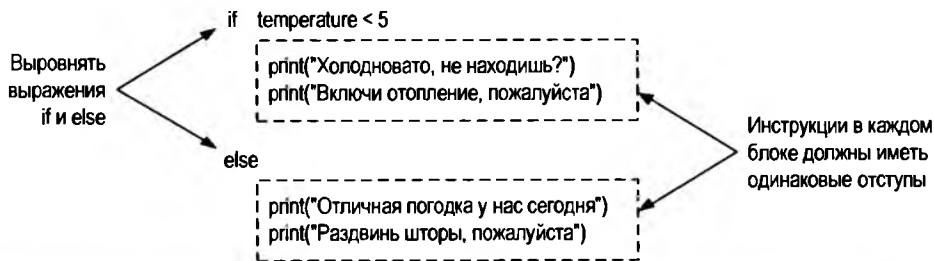 if temperature < 5
Выровнять
выражения
if и else
print("Холодновато, не находишь?")
print("Включи отопление, пожалуйста")
else
print("Отличная погодка у нас сегодня")
print("Раздвинь шторы, пожалуйста")
Инструкции в каждом
блоке должны иметь
одинаковые отступы